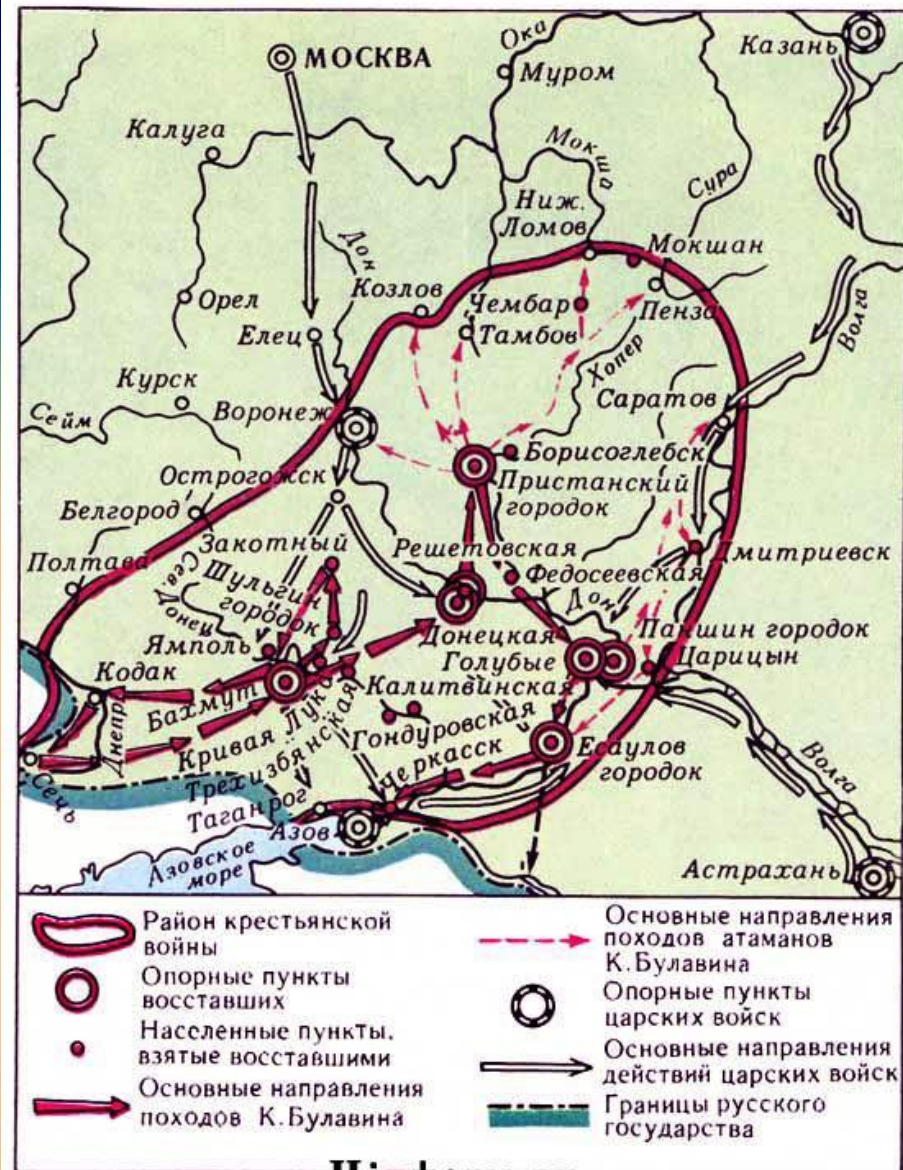 Казань
Ока
МОСКВА
Муром
Калуга
Мокша
Сура
Ниж.
Ломов
Мокшан
Дон
Козлов
Орел
Чембар
Пенза
Елец
Тамбов
Волга
Хопер
Курск
Саратов
Сейм
Воронеж
Борисоглебск
Острогожск
Пристанский
городок
Белгород
Закотный
Решетовская
Дмитриевск
Полтава
Сев. Донец
Шульгин
городок
Федосеевская
Дон
Ямполь
Донецкая
Паншин городок
Кодак
Голубые
Царицын
Бахмут
Калитвинская
Днепр
Кривая Лука
Гондуровская
Трехизбянская
Черкасск
Есаулов
городок
Сечь
Волга
Таганрог
Азов
Азовское
море
Астрахань
Район крестьянской
войны
Опорные пункты
восставших
Населенные пункты,
взятые восставшими
Основные направления
походов К.Булавина
Основные направления
походов атаманов
К.Булавина
Опорные пункты
царских войск
Основные направления
действий царских войск
Границы русского
государства